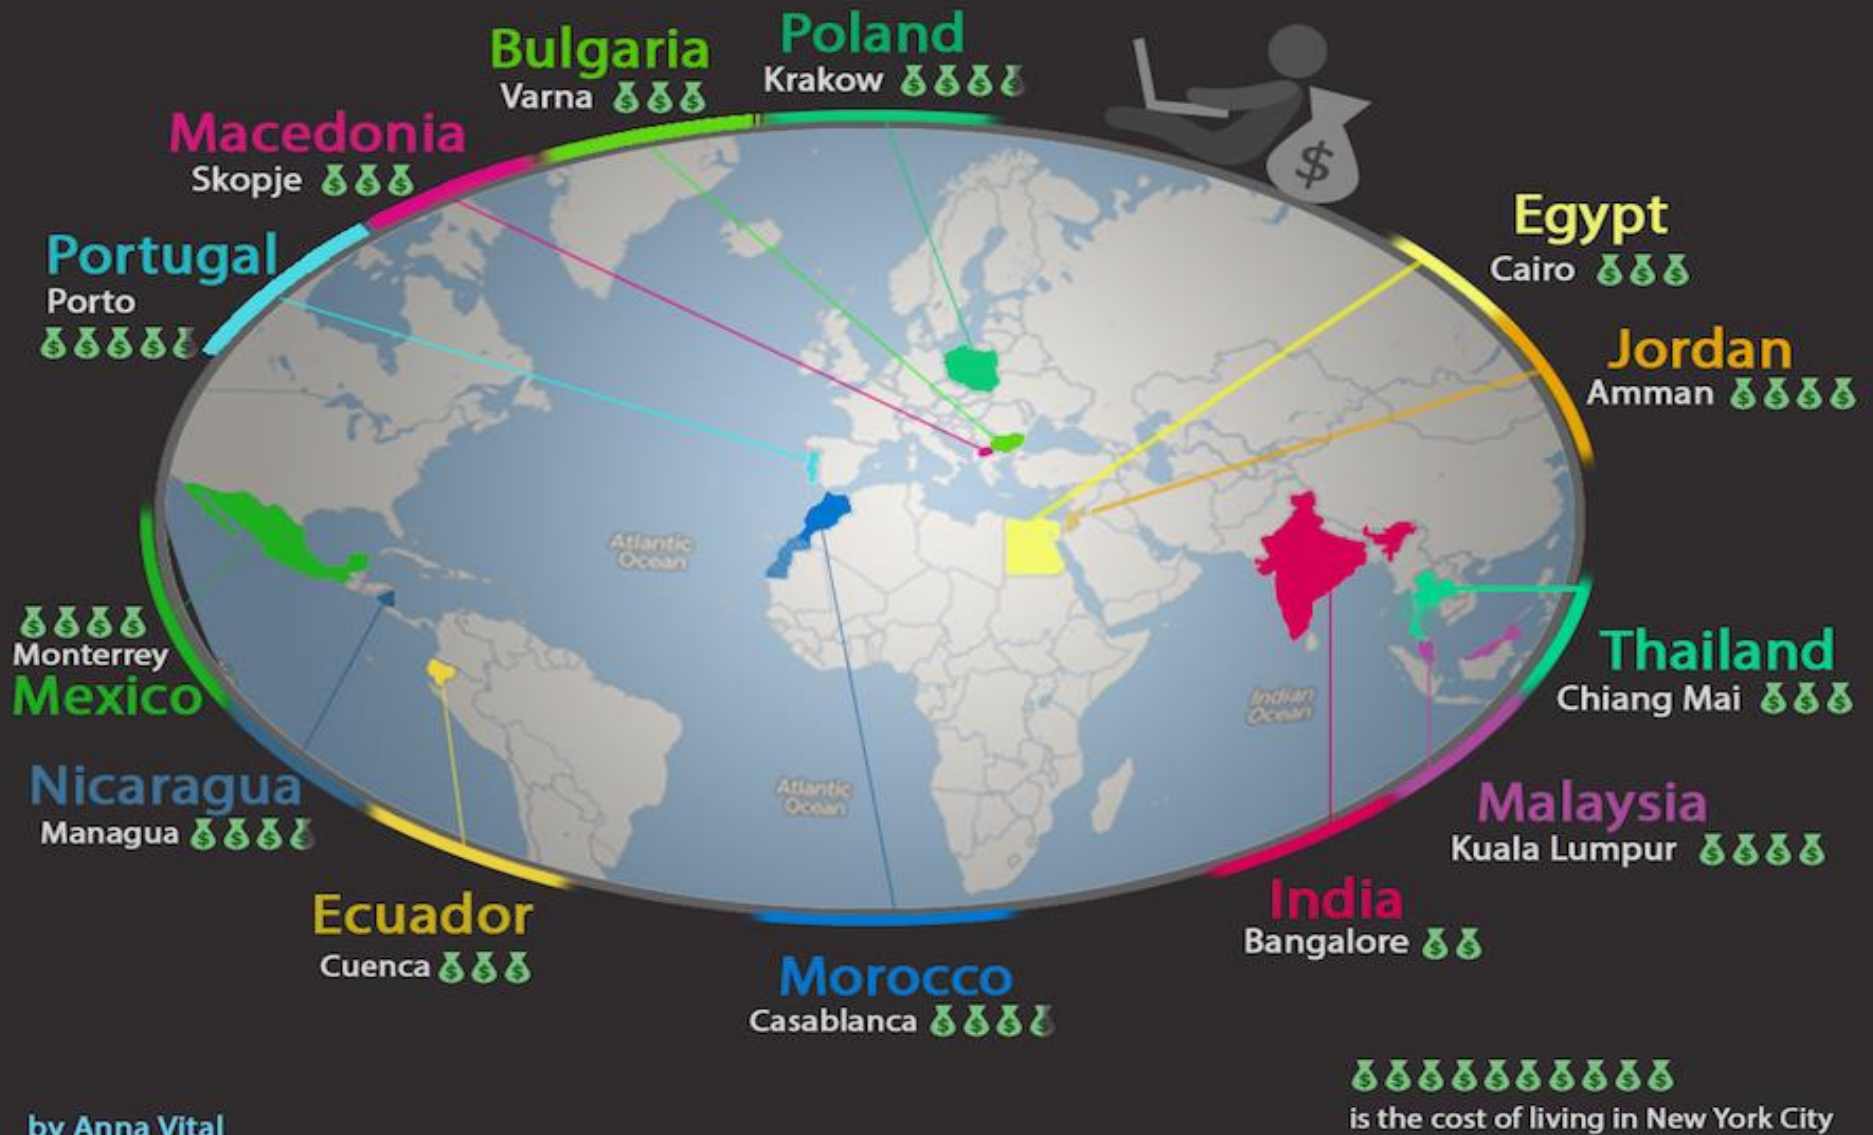 Poland
Krakow
Bulgaria
Varna
Macedonia
Skopje
Portugal
Porto
Egypt
Cairo
Jordan
Amman
Atlantic
Ocean
Monterrey
Mexico
Thailand
Chiang Mai
Indian
Ocean
Nicaragua
Managua
Atlantic
Ocean
Malaysia
Kuala Lumpur
Ecuador
Cuenca
India
Bangalore
Morocco
Casablanca
is the cost of living in New York City
by Anna Vital